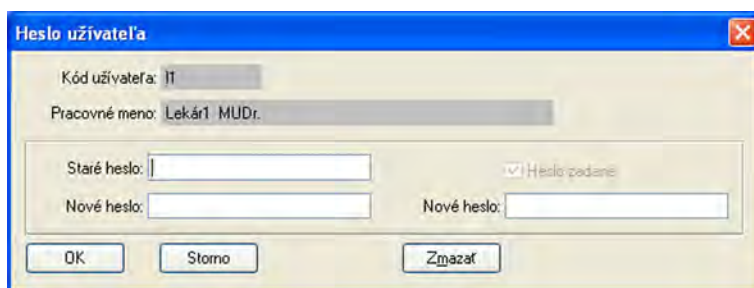 Heslo užívateľa
Kód užívateľa: l1
Pracovné meno: Lekár1 MUDr.
Staré heslo: Heslo zadané
Nové heslo: Nové heslo:
OK Storno Zmazať